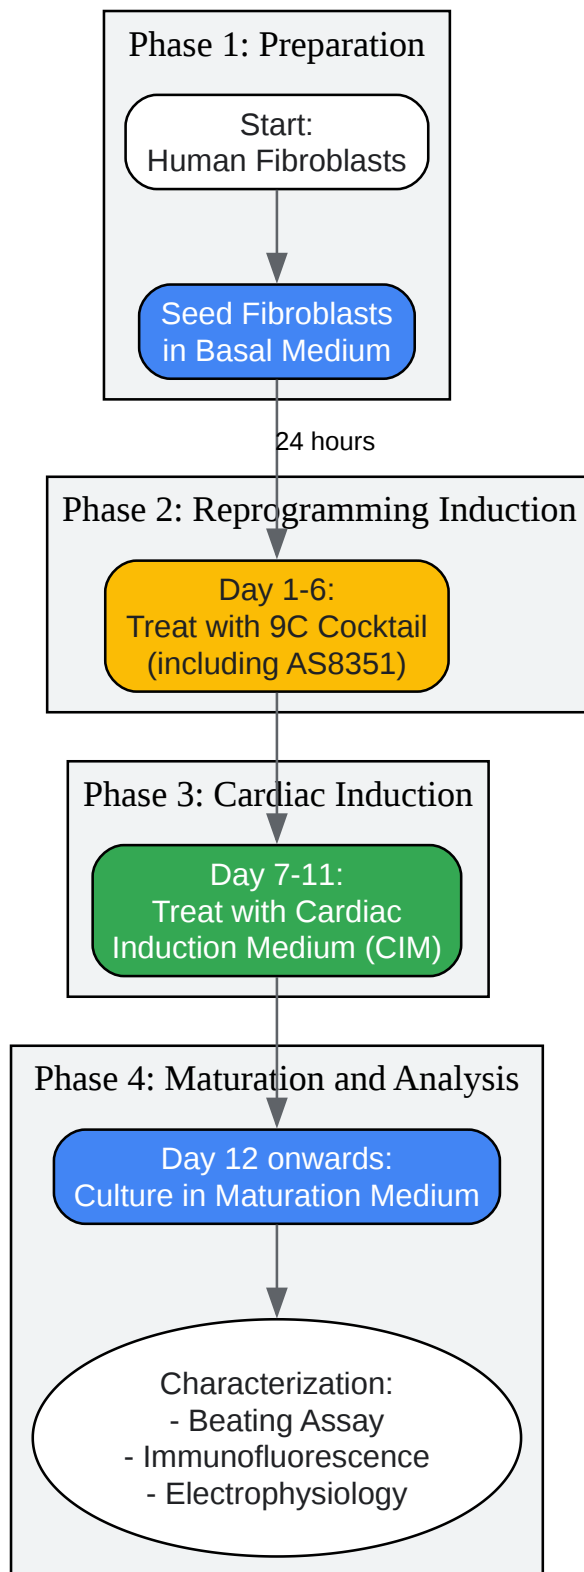 Phase 1: Preparation
Start:
Human Fibroblasts
Seed Fibroblasts
in Basal Medium
24 hours
Phase 2: Reprogramming Induction
Day 1-6:
Treat with 9C Cocktail
(including AS8351)
Phase 3: Cardiac Induction
Day 7-11:
Treat with Cardiac
Induction Medium (CIM)
Phase 4: Maturation and Analysis
Day 12 onwards:
Culture in Maturation Medium
Characterization:
- Beating Assay
- Immunofluorescence
- Electrophysiology